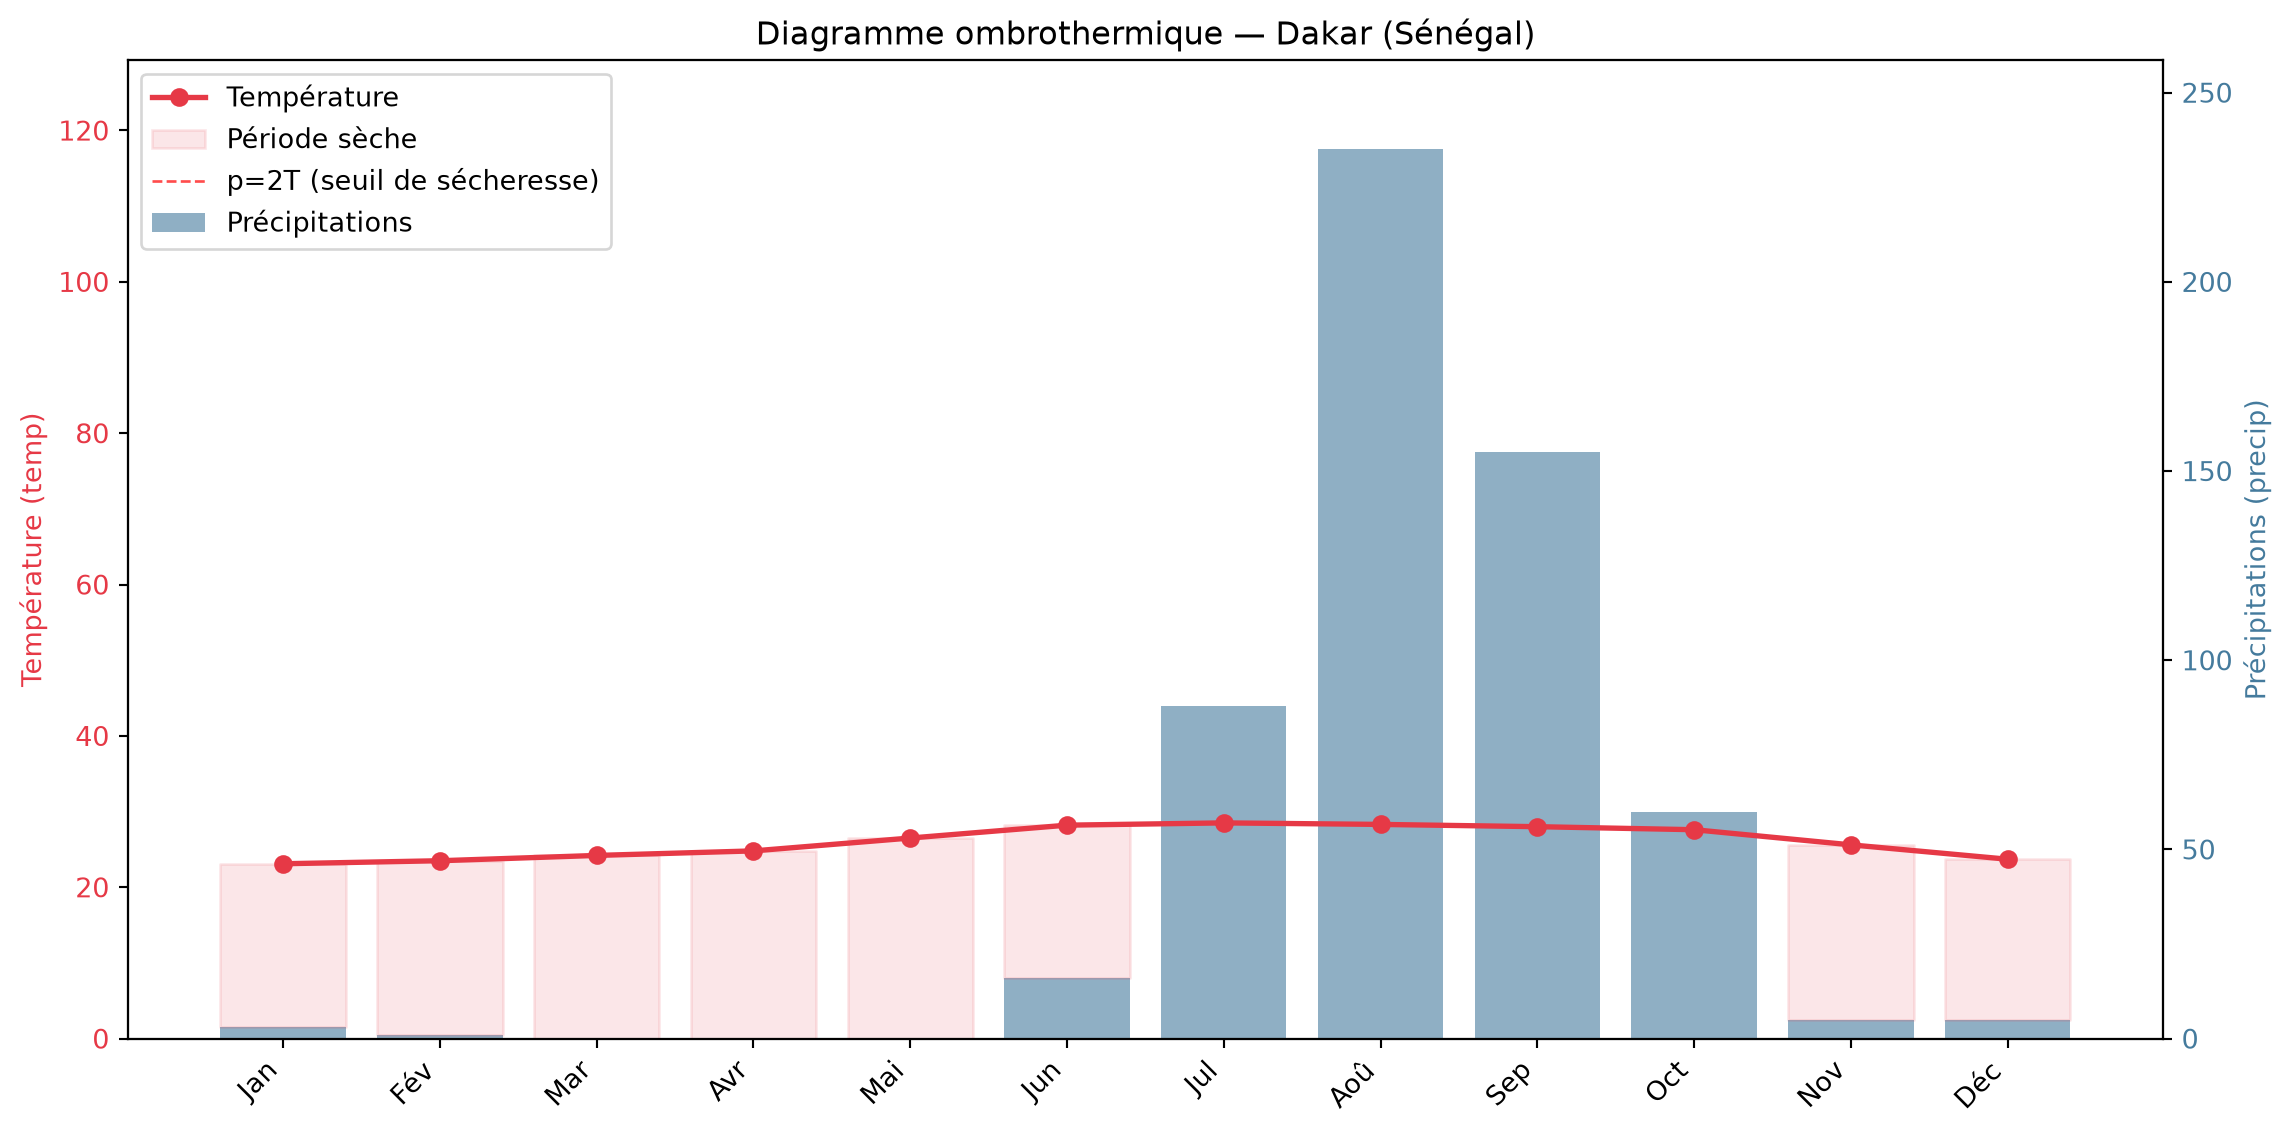 Diagramme ombrothermique — Dakar (Sénégal)
Température
Période sèche
p=2T (seuil de sécheresse)
Précipitations
Température (temp)
120
100
80
60
40
20
0
250
200
150
100
50
0
Précipitations (precip)
Jan
Fév
Mar
Avr
Mai
Jun
Jul
Aoû
Sep
Oct
Nov
Déc